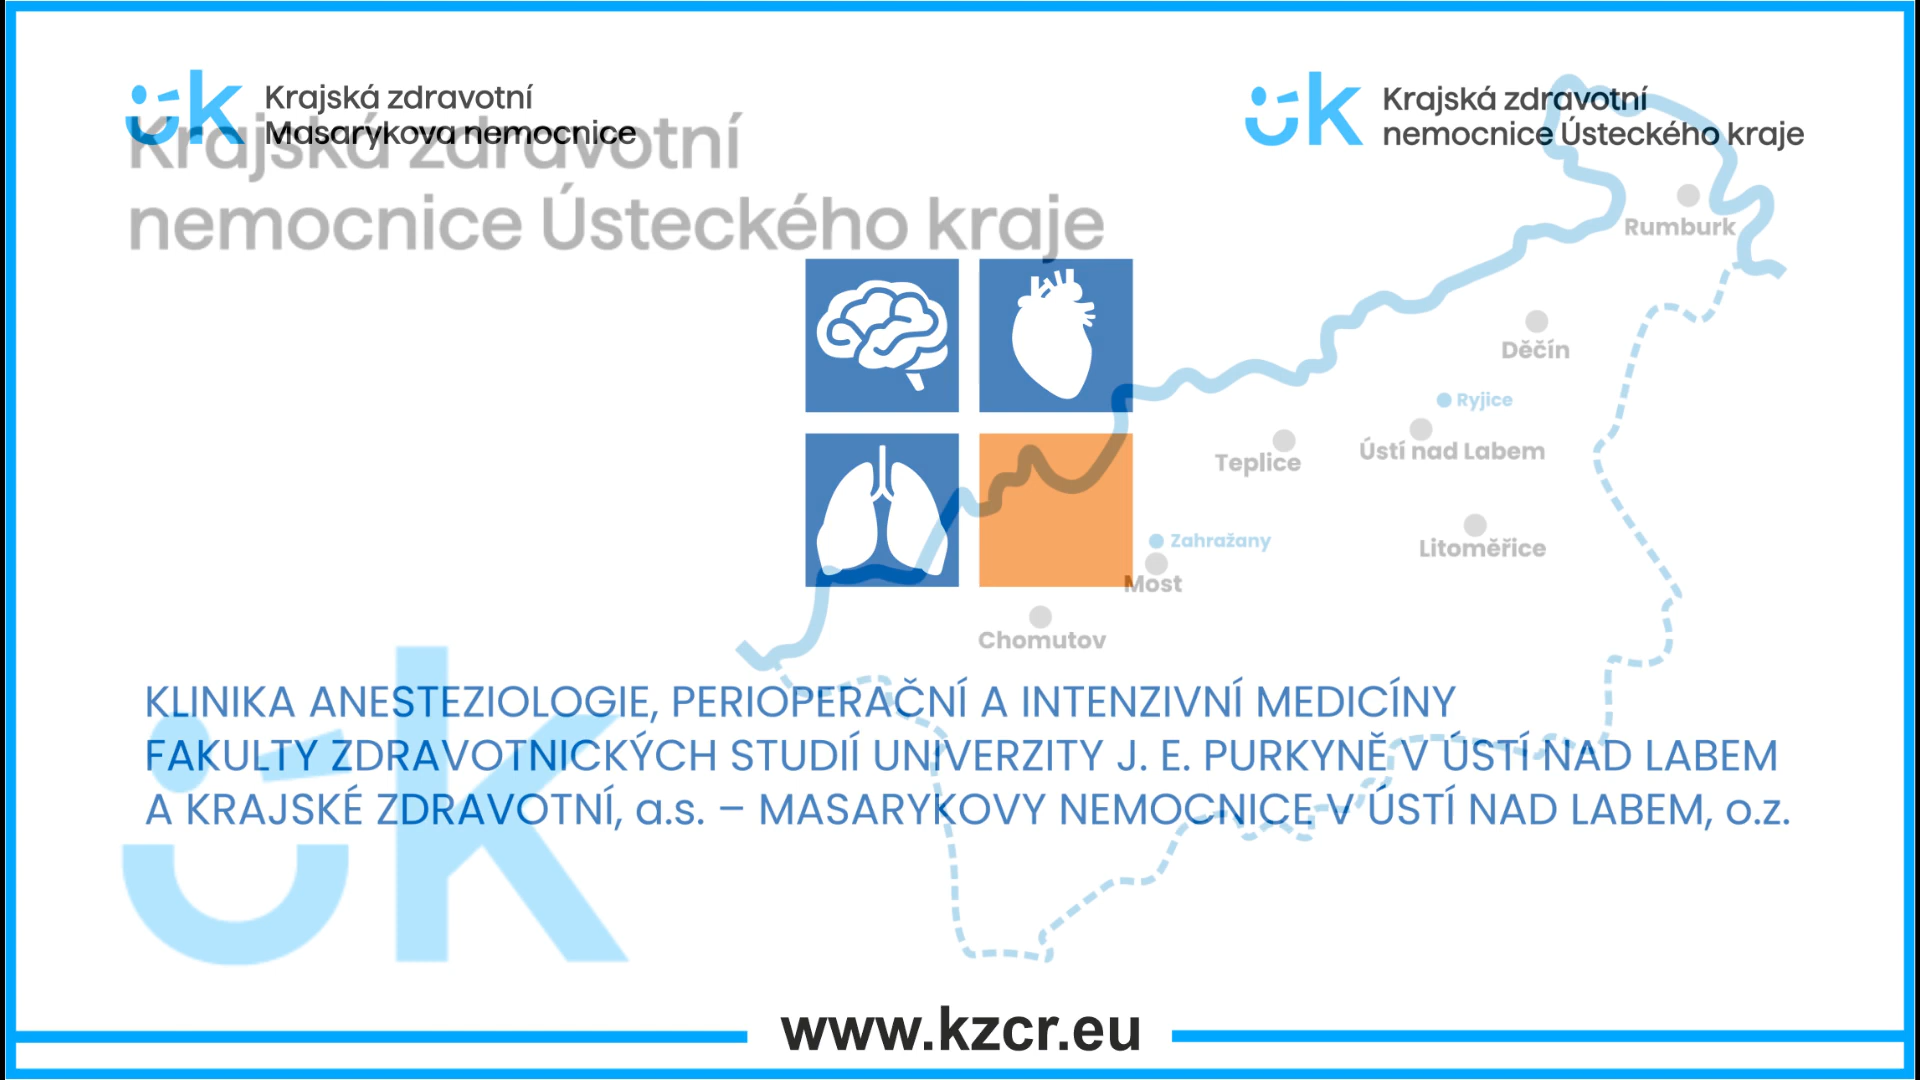 Krajská zdravotní
Masarykova nemocnice
Krajská zdravotní
nemocnice Ústeckého kraje
Krajská zdravotní
nemocnice Ústeckého kraje
Rumburk
Děčín
Ryjice
Ústí nad Labem
Teplice
Litoměřice
Zahražany
Most
Chomutov
KLINIKA ANESTEZIOLOGIE, PERIOPERAČNÍ A INTENZIVNÍ MEDICÍNY
FAKULTY ZDRAVOTNICKÝCH STUDIÍ UNIVERZITY J. E. PURKYNĚ V ÚSTÍ NAD LABEM
A KRAJSKÉ ZDRAVOTNÍ, a.s. – MASARYKOVY NEMOCNICE V ÚSTÍ NAD LABEM, o.z.
www.kzcr.eu